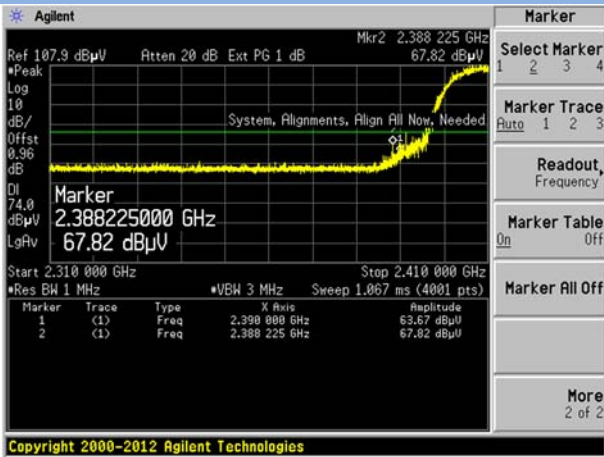 Agilent
Marker
Mkr2 2.388 225 GHz
Ref 107.9 dBµV Atten 20 dB Ext PG 1 dB 67.82 dBµV
#Peak
Log
10
dB/
Offst
0.96
dB
DI
74.0
dBµV
LgAv
System, Alignments, Align All Now, Needed
1
Marker
2.388225000 GHz
67.82 dBµV
Start 2.310 000 GHz Stop 2.410 000 GHz
#Res BW 1 MHz #VBW 3 MHz Sweep 1.067 ms (4001 pts)
Marker Trace Type X Axis Amplitude
1 (1) Freq 2.390 000 GHz 63.67 dBµV
2 (1) Freq 2.388 225 GHz 67.82 dBµV
Select Marker
1 2 3 4
Marker Trace
Auto 1 2 3
Readout
Frequency
Marker Table
On Off
Marker All Off
More
2 of 2
Copyright 2000-2012 Agilent Technologies